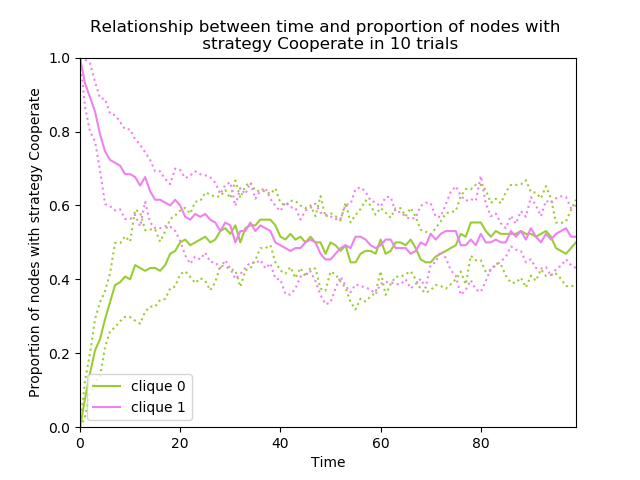 Relationship between time and proportion of nodes with
strategy Cooperate in 10 trials
Proportion of nodes with strategy Cooperate
1.0
0.8
0.6
0.4
0.2
0.0
clique 0
clique 1
0
20
40
60
80
Time